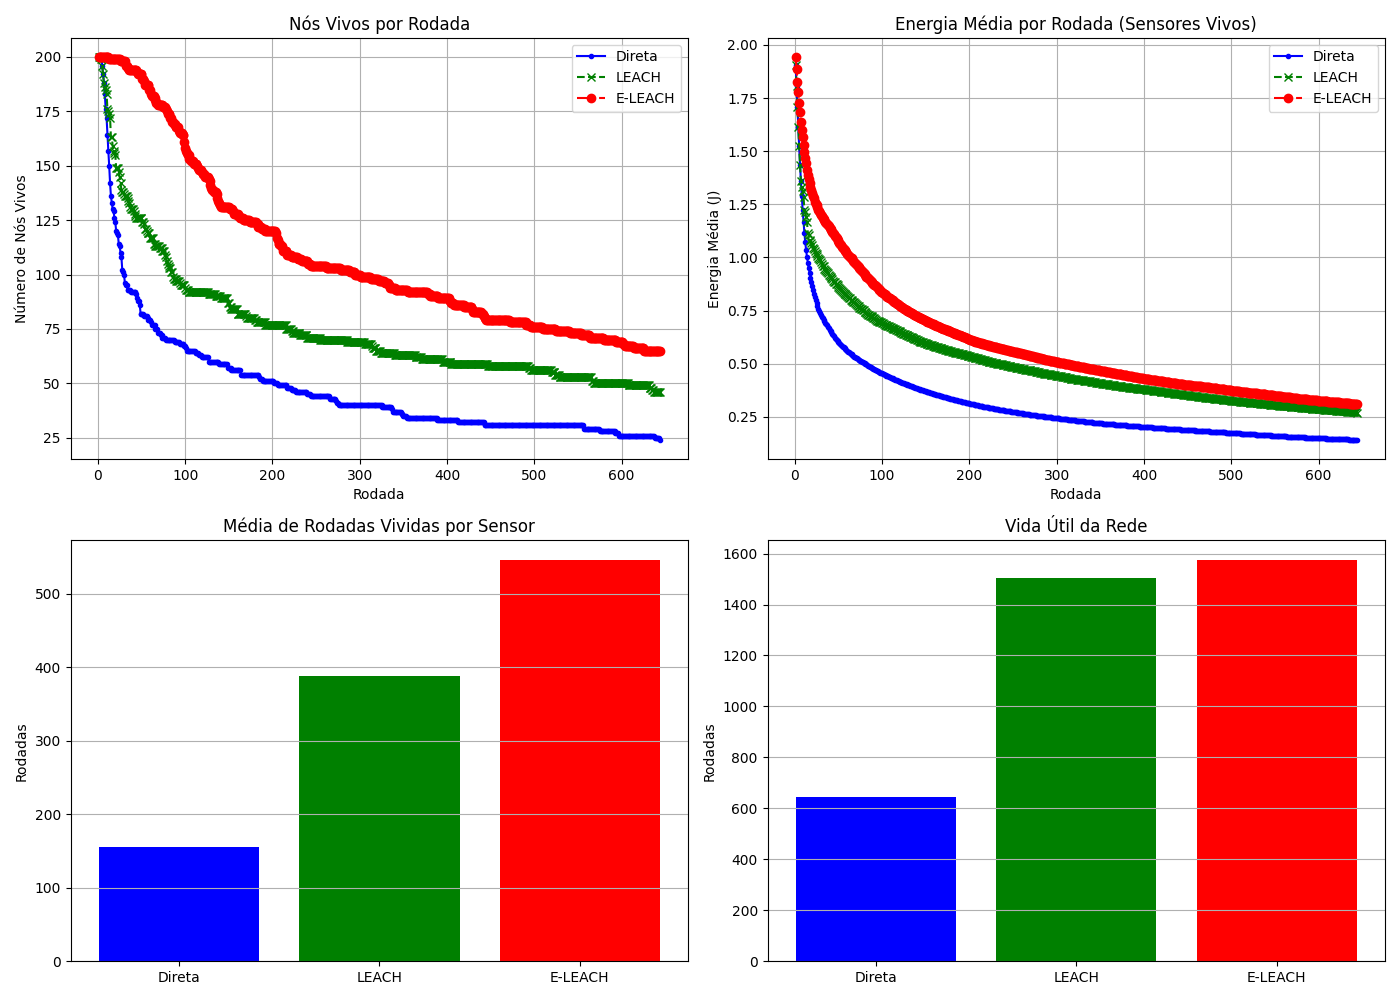 Nós Vivos por Rodada
Número de Nós Vivos
200
175
150
125
100
75
50
25
0 100 200 300 400 500 600
Rodada
Direta
LEACH
E-LEACH
Energia Média por Rodada (Sensores Vivos)
Energia Média (J)
2.00
1.75
1.50
1.25
1.00
0.75
0.50
0.25
0 100 200 300 400 500 600
Rodada
Direta
LEACH
E-LEACH
Média de Rodadas Vividas por Sensor
Rodadas
500
400
300
200
100
0
Direta LEACH E-LEACH
Vida Útil da Rede
Rodadas
1600
1400
1200
1000
800
600
400
200
0
Direta LEACH E-LEACH